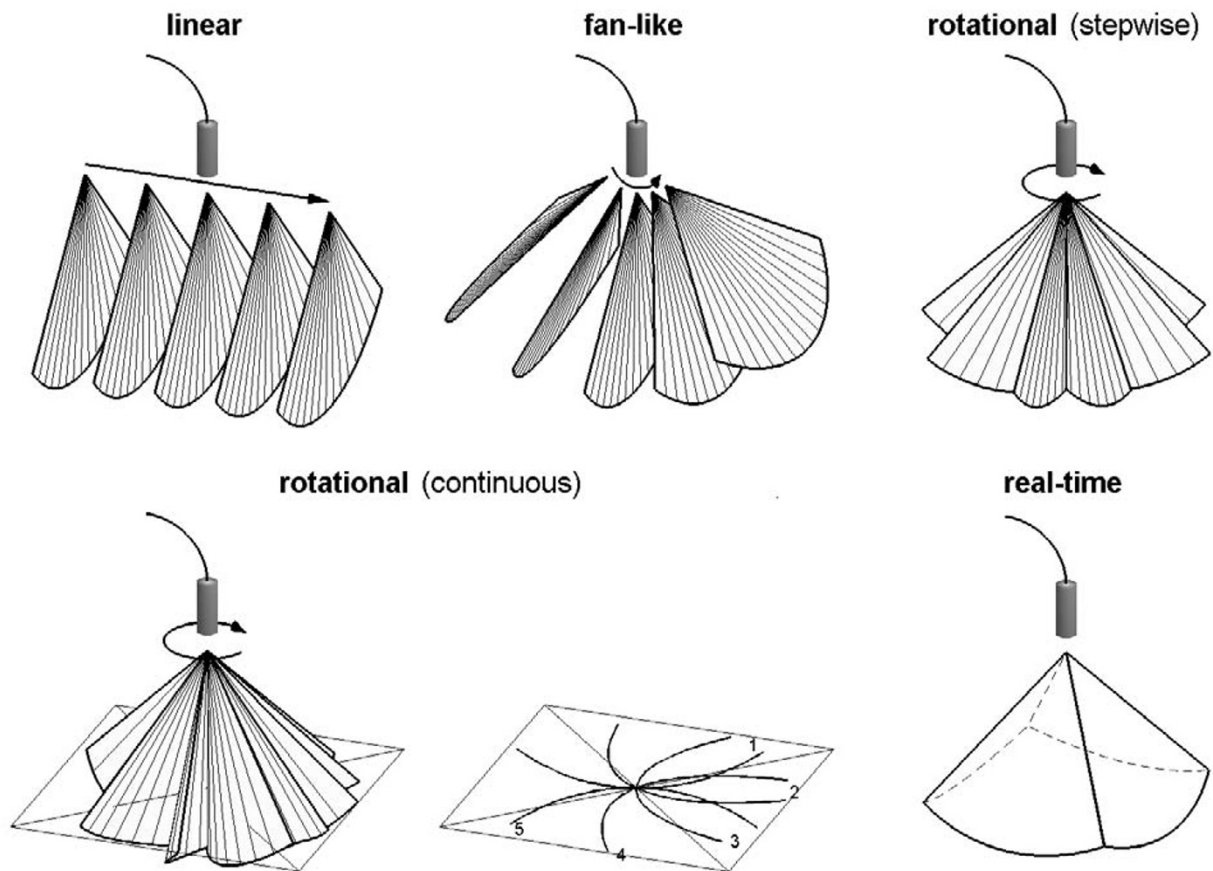 linear
fan-like
rotational (stepwise)
rotational (continuous)
real-time
1
2
3
4
5